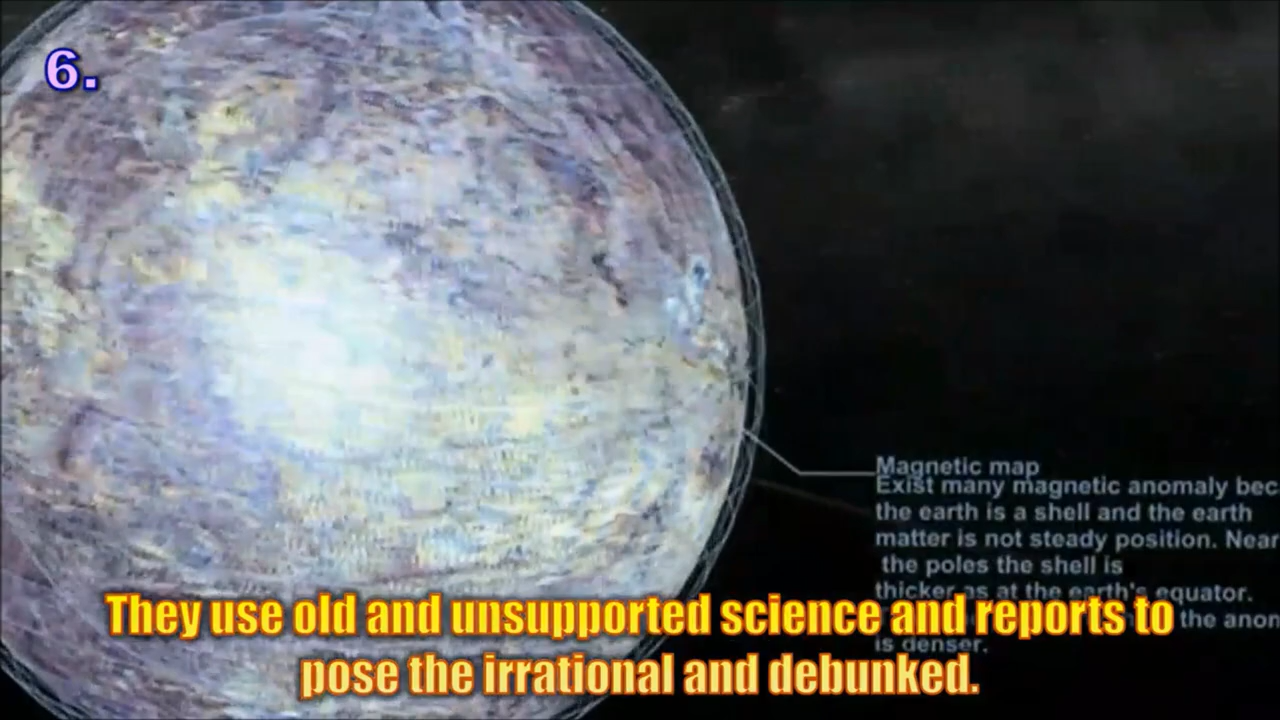 6.
Magnetic map
Exist many magnetic anomaly bec
the earth is a shell and the earth
matter is not steady position. Near
the poles the shell is
thicker as at the earth's equator.
the anom
is denser.
They use old and unsupported science and reports to
pose the irrational and debunked.